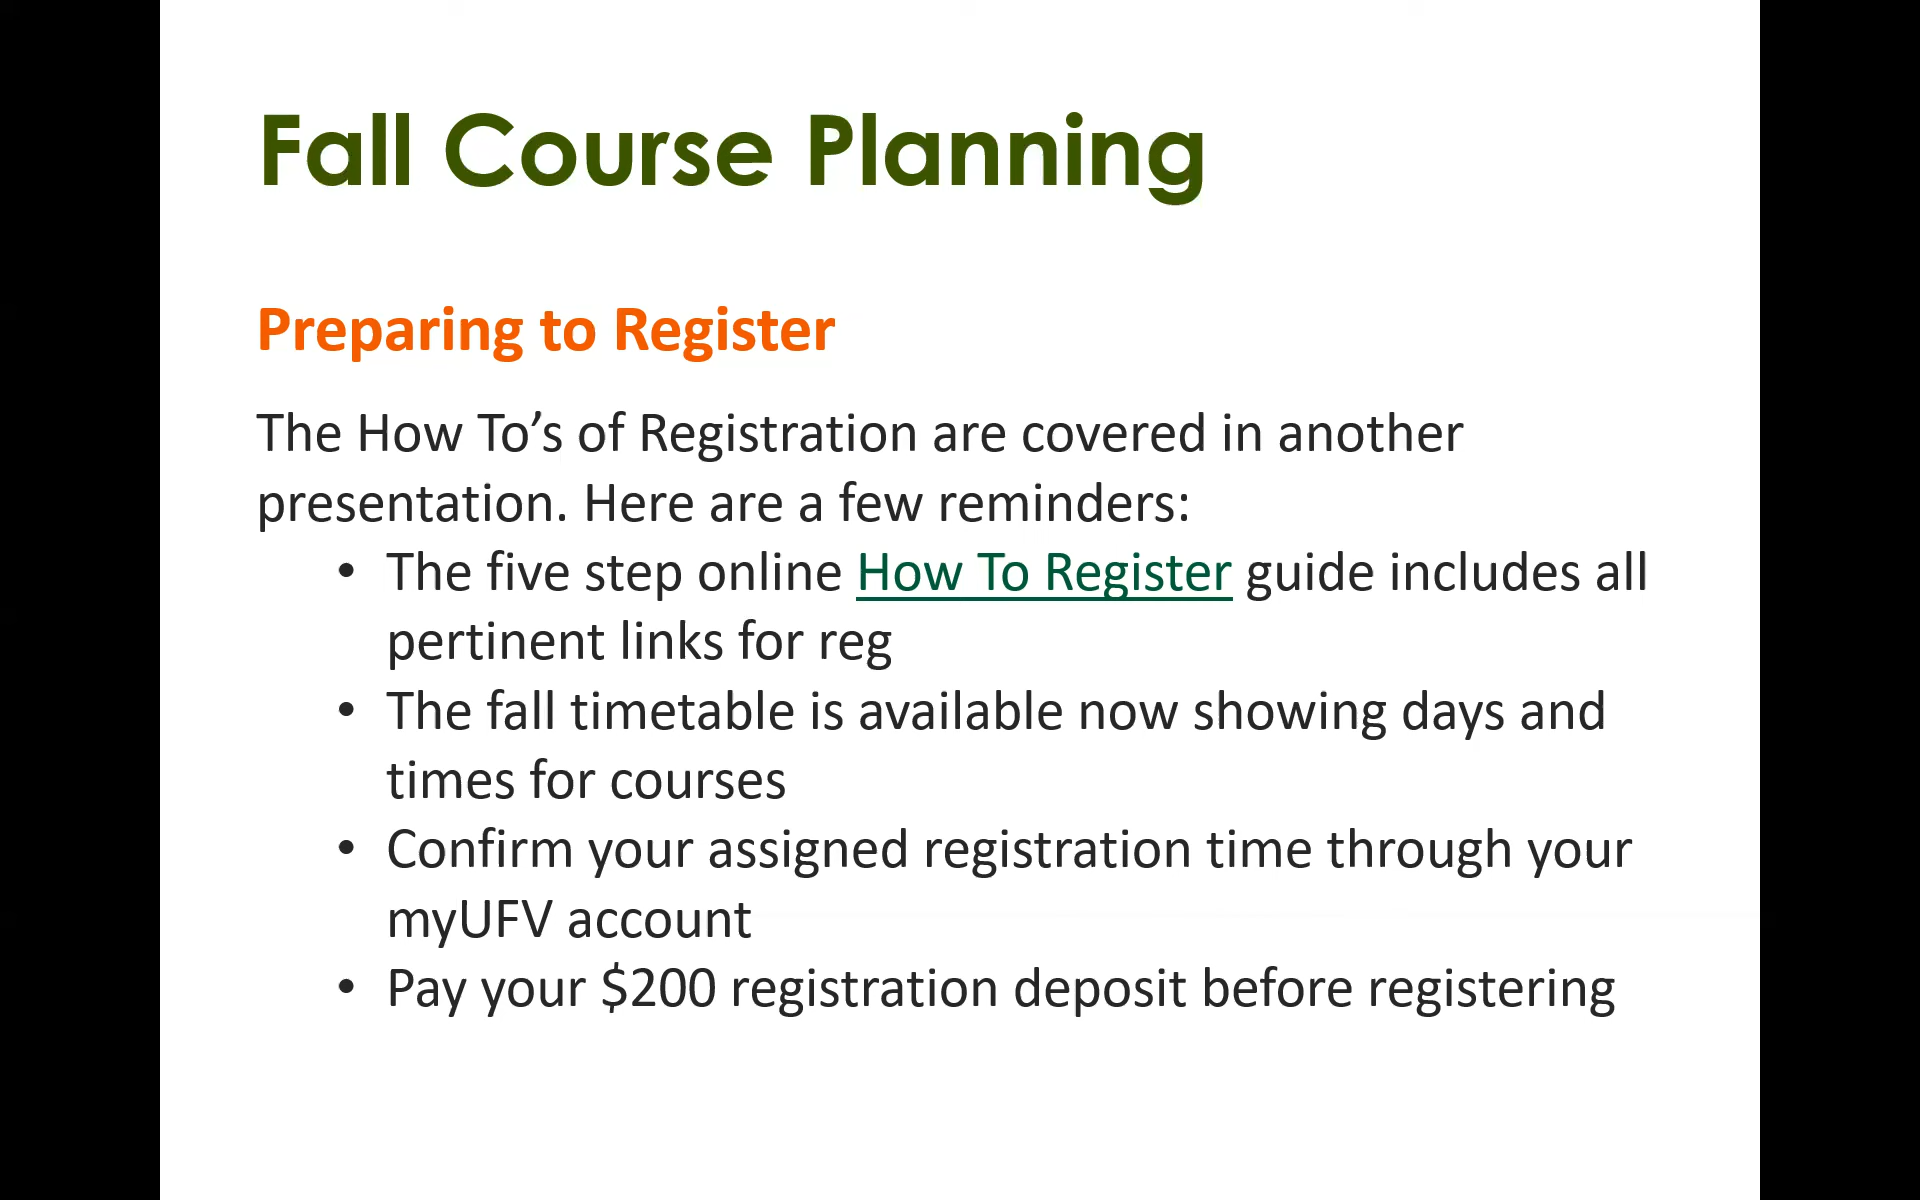 Fall Course Planning
Preparing to Register
The How To’s of Registration are covered in another
presentation. Here are a few reminders:
• The five step online How To Register guide includes all
pertinent links for reg
• The fall timetable is available now showing days and
times for courses
• Confirm your assigned registration time through your
myUFV account
• Pay your $200 registration deposit before registering